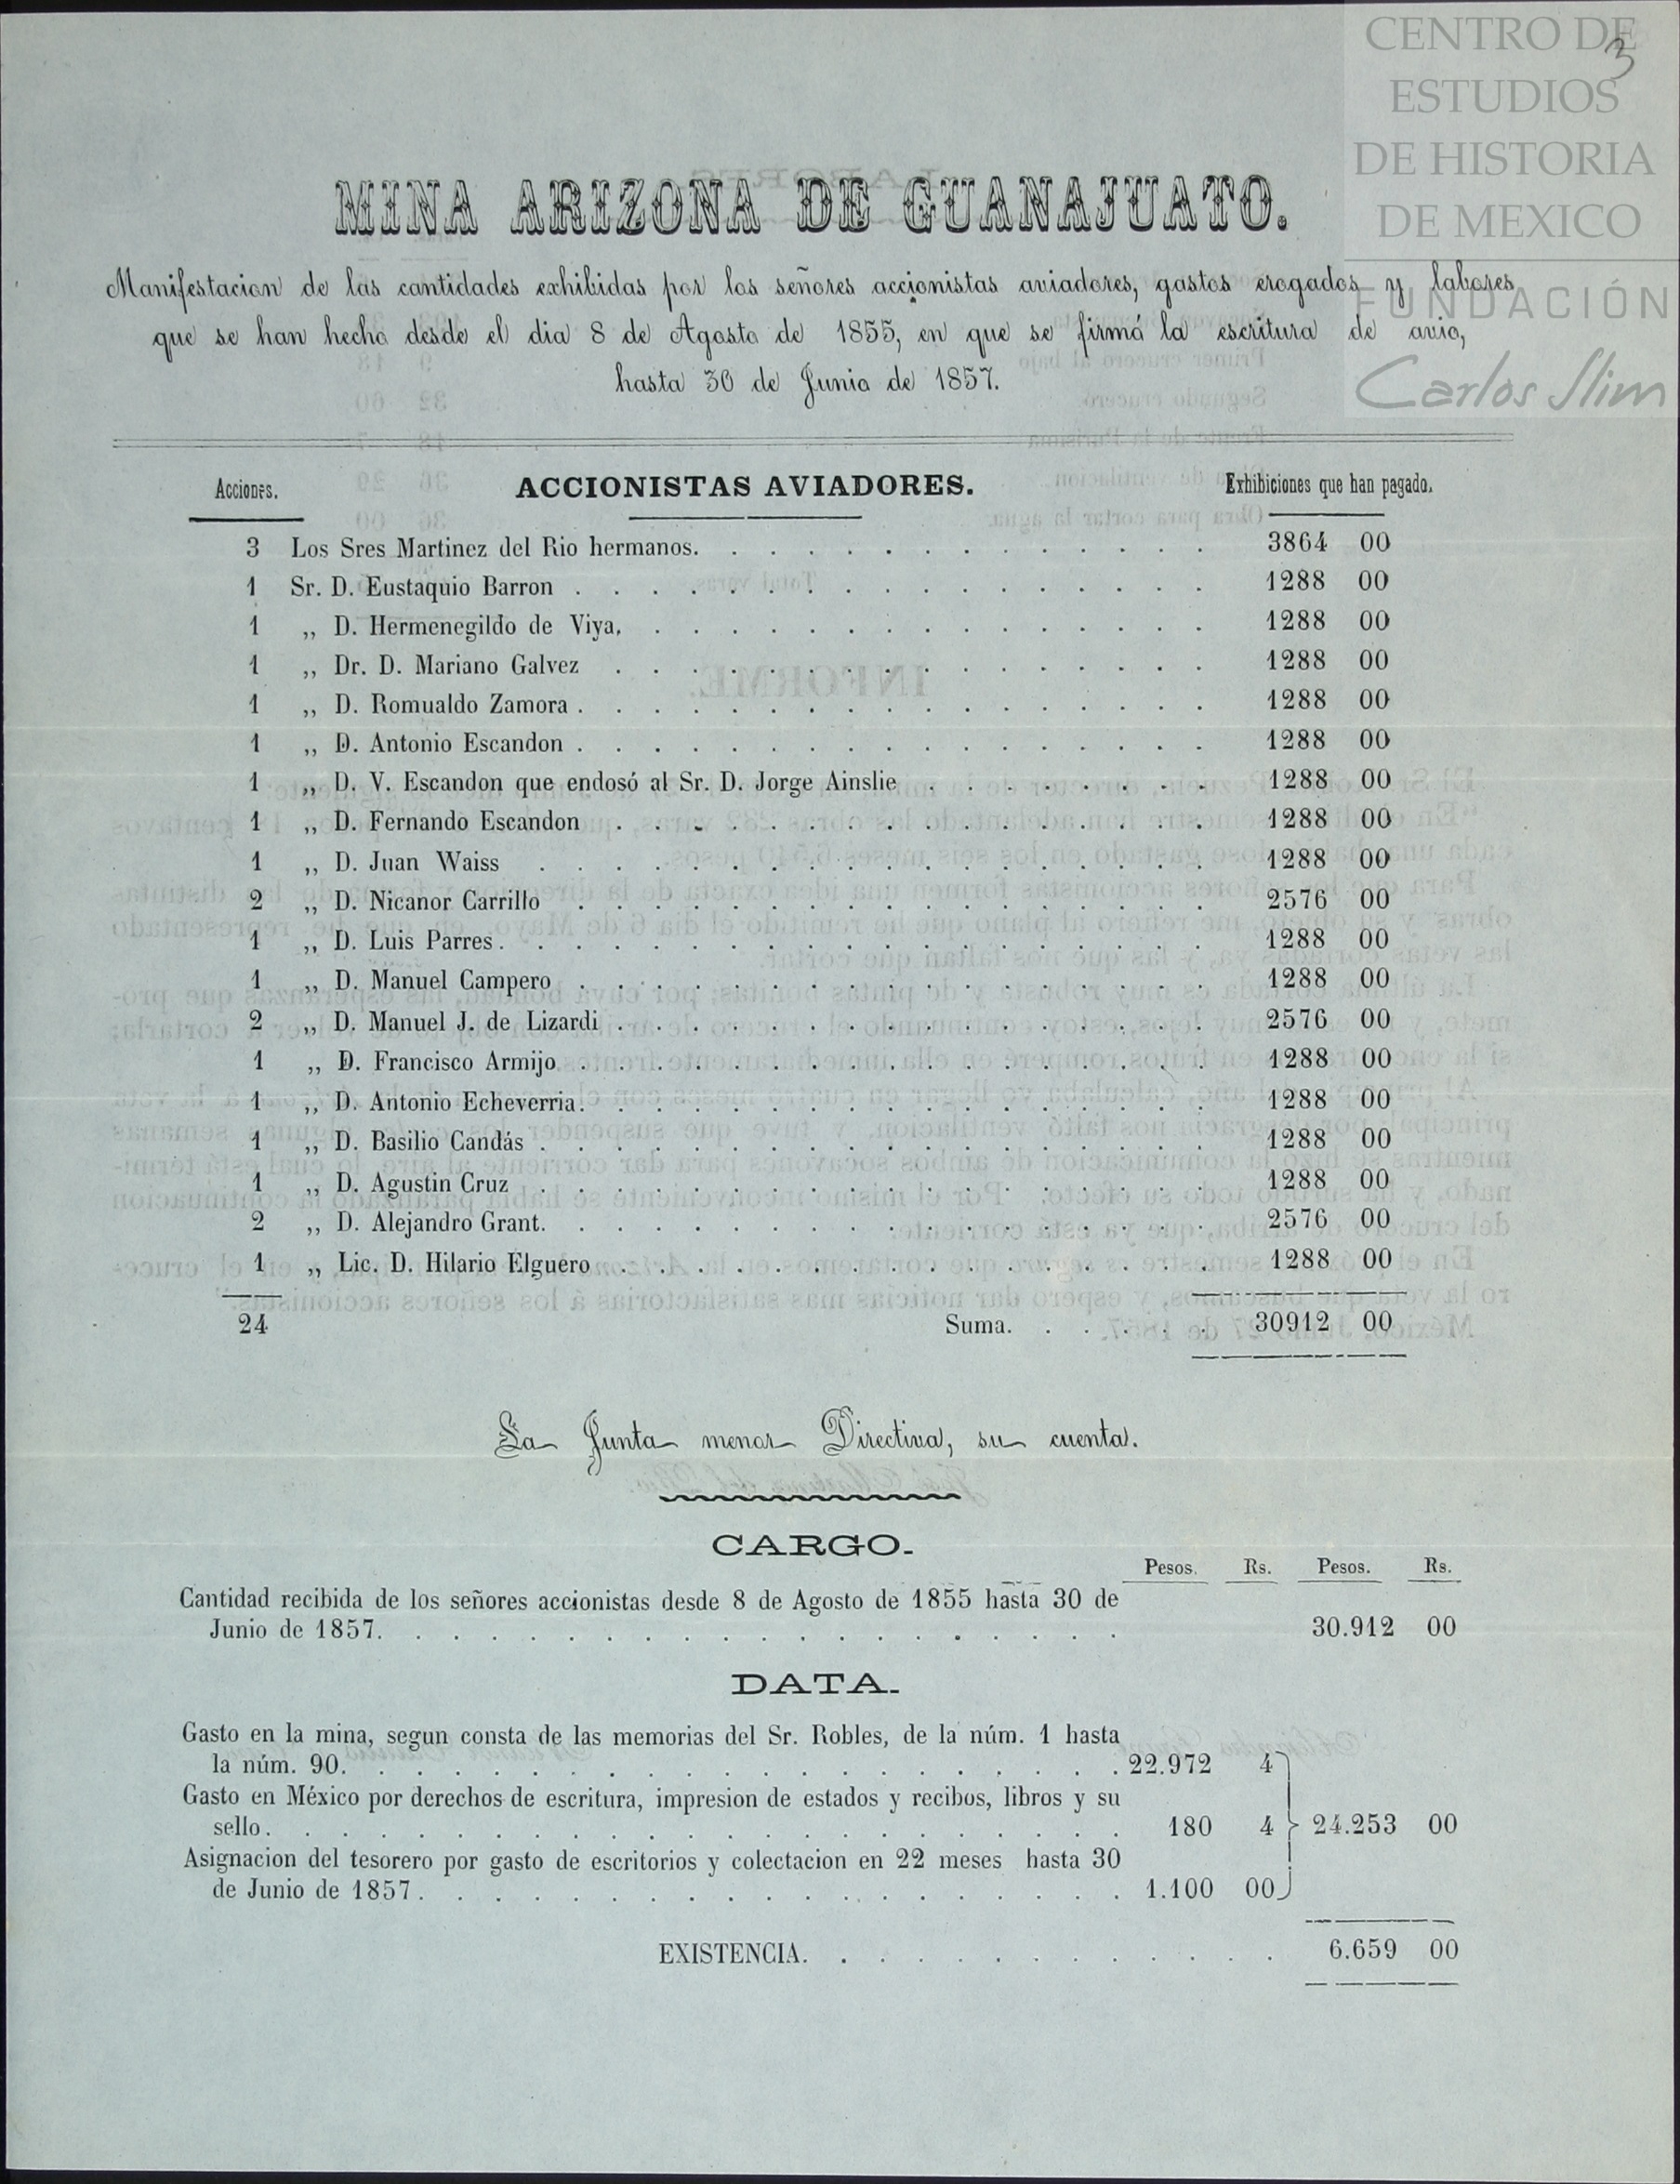 CENTRO DE
ESTUDIOS
DE HISTORIA
DE MEXICO
FUNDACIÓN
Carlos Slim
3
MINA ARIZONA DE GUANAJUATO.
Manifestacion de las cantidades exhibidas por los señores accionistas aviadores, gastos erogados y labores
que se han hecho desde el dia 8 de Agosto de 1855, en que se firmó la escritura de avio,
hasta 30 de Junio de 1857.
Acciones. ACCIONISTAS AVIADORES. Exhibiciones que han pagado.
3 Los Sres Martinez del Rio hermanos. . . . . . . . . . . . . . 3864 00
1 Sr. D. Eustaquio Barron . . . . . . . . . . . . . . . . . 1288 00
1 „ D. Hermenegildo de Viya. . . . . . . . . . . . . . . . 1288 00
1 „ Dr. D. Mariano Galvez . . . . . . . . . . . . . . . . 1288 00
1 „ D. Romualdo Zamora . . . . . . . . . . . . . . . . . 1288 00
1 „ D. Antonio Escandon . . . . . . . . . . . . . . . . . 1288 00
1 „ D. V. Escandon que endosó al Sr. D. Jorge Ainslie . . . . . . . . 1288 00
1 „ D. Fernando Escandon . . . . . . . . . . . . . . . . 1288 00
1 „ D. Juan Waiss . . . . . . . . . . . . . . . . . . 1288 00
2 „ D. Nicanor Carrillo . . . . . . . . . . . . . . . . . 2576 00
1 „ D. Luis Parres . . . . . . . . . . . . . . . . . . . 1288 00
1 „ D. Manuel Campero . . . . . . . . . . . . . . . . . 1288 00
2 „ D. Manuel J. de Lizardi . . . . . . . . . . . . . . . . 2576 00
1 „ D. Francisco Armijo . . . . . . . . . . . . . . . . . 1288 00
1 „ D. Antonio Echeverria. . . . . . . . . . . . . . . . . 1288 00
1 „ D. Basilio Candás . . . . . . . . . . . . . . . . . . 1288 00
1 „ D. Agustin Cruz . . . . . . . . . . . . . . . . . . 1288 00
2 „ D. Alejandro Grant. . . . . . . . . . . . . . . . . . 2576 00
1 „ Lic. D. Hilario Elguero . . . . . . . . . . . . . . . . 1288 00
24 Suma. . . . . . 30912 00
La Junta menor Directiva, su cuenta.
CARGO.
Pesos. Rs. Pesos. Rs.
Cantidad recibida de los señores accionistas desde 8 de Agosto de 1855 hasta 30 de
Junio de 1857. . . . . . . . . . . . . . . . . . . . 30.912 00
DATA.
Gasto en la mina, segun consta de las memorias del Sr. Robles, de la núm. 1 hasta
la núm. 90. . . . . . . . . . . . . . . . . . . . . 22.972 4
Gasto en México por derechos de escritura, impresion de estados y recibos, libros y su
sello. . . . . . . . . . . . . . . . . . . . . . . 180 4 } 24.253 00
Asignacion del tesorero por gasto de escritorios y colectacion en 22 meses hasta 30
de Junio de 1857 . . . . . . . . . . . . . . . . . . . 1.100 00
EXISTENCIA. . . . . . . . . . . . . 6.659 00